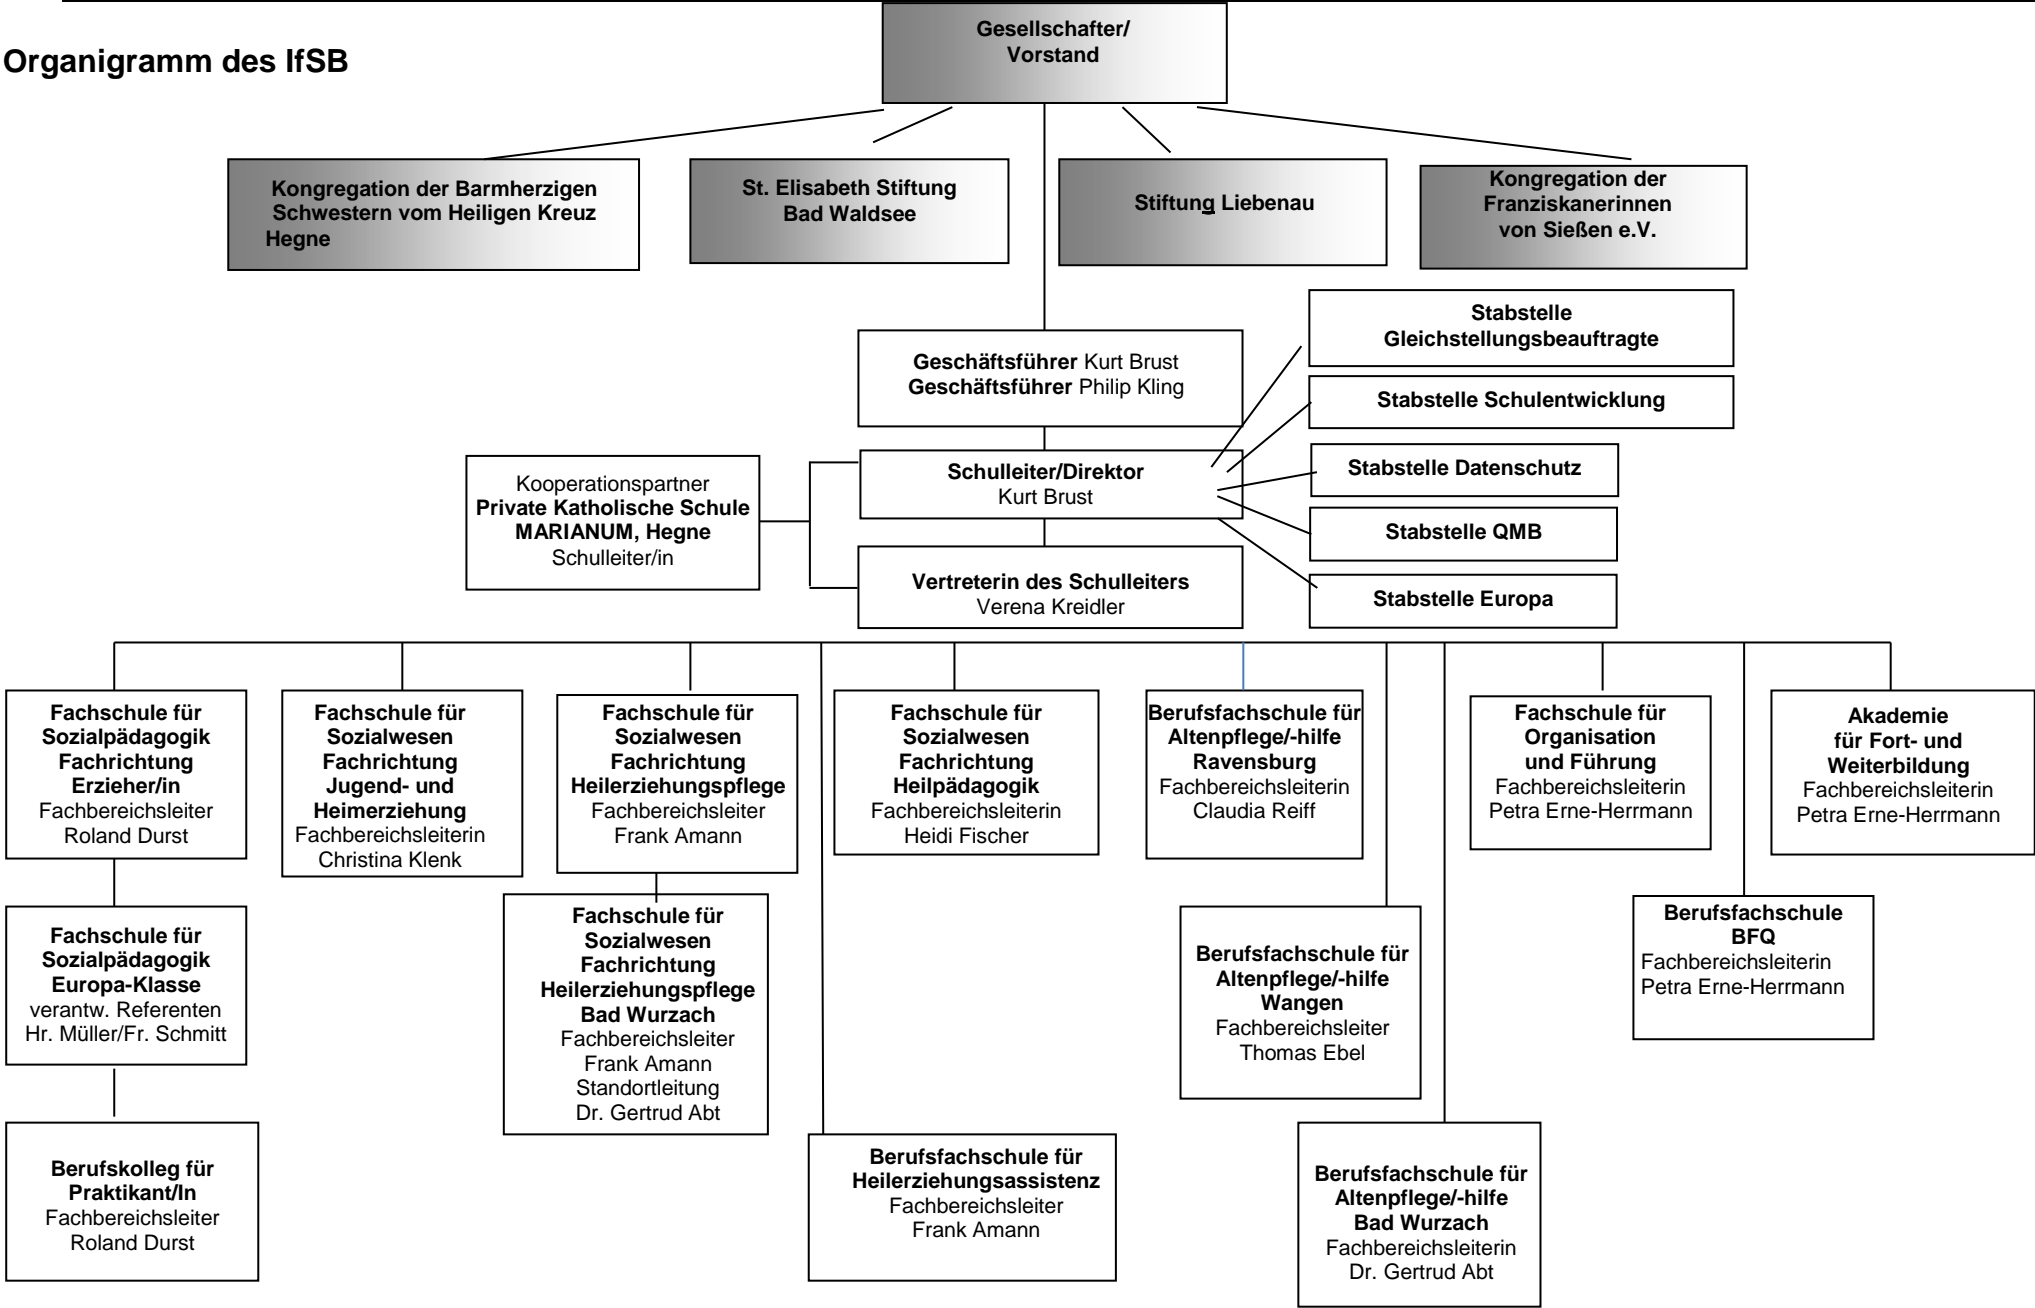 Organigramm des IfSB
Gesellschafter/
Vorstand
Kongregation der Barmherzigen
Schwestern vom Heiligen Kreuz
Hegne
St. Elisabeth Stiftung
Bad Waldsee
Stiftung Liebenau
Kongregation der
Franziskanerinnen
von Sießen e.V.
Geschäftsführer Kurt Brust
Geschäftsführer Philip Kling
Stabstelle
Gleichstellungsbeauftragte
Stabstelle Schulentwicklung
Stabstelle Datenschutz
Stabstelle QMB
Stabstelle Europa
Kooperationspartner
Private Katholische Schule
MARIANUM, Hegne
Schulleiter/in
Schulleiter/Direktor
Kurt Brust
Vertreterin des Schulleiters
Verena Kreidler
Fachschule für
Sozialpädagogik
Fachrichtung
Erzieher/in
Fachbereichsleiter
Roland Durst
Fachschule für
Sozialwesen
Fachrichtung
Jugend- und
Heimerziehung
Fachbereichsleiterin
Christina Klenk
Fachschule für
Sozialwesen
Fachrichtung
Heilerziehungspflege
Fachbereichsleiter
Frank Amann
Fachschule für
Sozialwesen
Fachrichtung
Heilpädagogik
Fachbereichsleiterin
Heidi Fischer
Berufsfachschule für
Altenpflege/-hilfe
Ravensburg
Fachbereichsleiterin
Claudia Reiff
Fachschule für
Organisation
und Führung
Fachbereichsleiterin
Petra Erne-Herrmann
Akademie
für Fort- und
Weiterbildung
Fachbereichsleiterin
Petra Erne-Herrmann
Fachschule für
Sozialpädagogik
Europa-Klasse
verantw. Referenten
Hr. Müller/Fr. Schmitt
Fachschule für
Sozialwesen
Fachrichtung
Heilerziehungspflege
Bad Wurzach
Fachbereichsleiter
Frank Amann
Standortleitung
Dr. Gertrud Abt
Berufsfachschule für
Altenpflege/-hilfe
Wangen
Fachbereichsleiter
Thomas Ebel
Berufsfachschule
BFQ
Fachbereichsleiterin
Petra Erne-Herrmann
Berufskolleg für
Praktikant/In
Fachbereichsleiter
Roland Durst
Berufsfachschule für
Heilerziehungsassistenz
Fachbereichsleiter
Frank Amann
Berufsfachschule für
Altenpflege/-hilfe
Bad Wurzach
Fachbereichsleiterin
Dr. Gertrud Abt